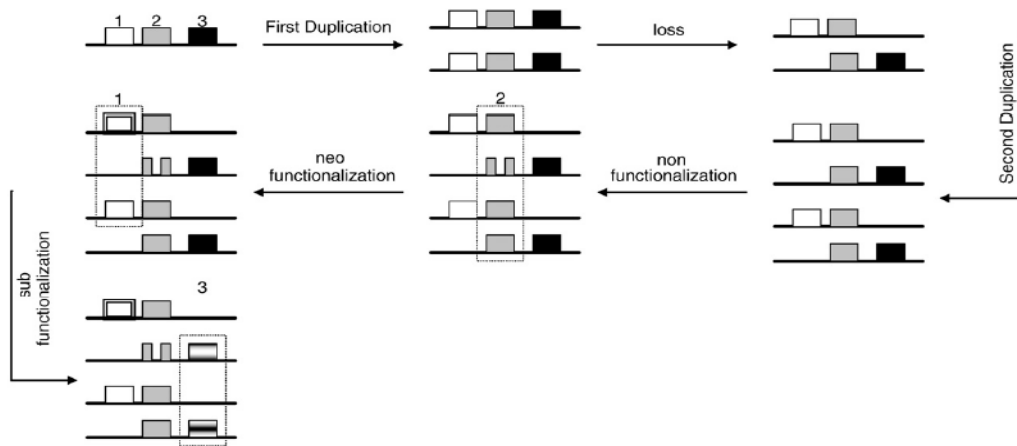 1 2 3
First Duplication
loss
Second Duplication
non
functionalization
2
neo
functionalization
1
sub
functionalization
3